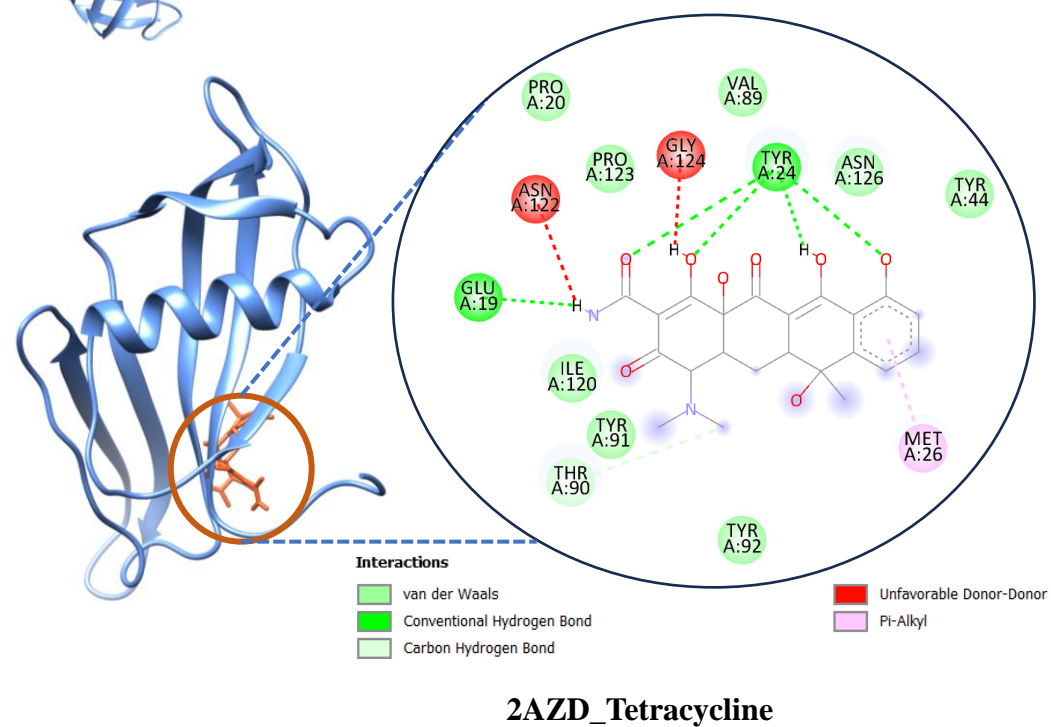 PRO
A:20
VAL
A:89
PRO
A:123
GLY
A:124
TYR
A:24
ASN
A:126
TYR
A:44
ASN
A:122
GLU
A:19
H
O
O
O
O
H
O
O
H
N
O
O
N
ILE
A:120
TYR
A:91
THR
A:90
MET
A:26
TYR
A:92
Interactions
van der Waals
Conventional Hydrogen Bond
Carbon Hydrogen Bond
Unfavorable Donor-Donor
Pi-Alkyl
2AZD_Tetracycline